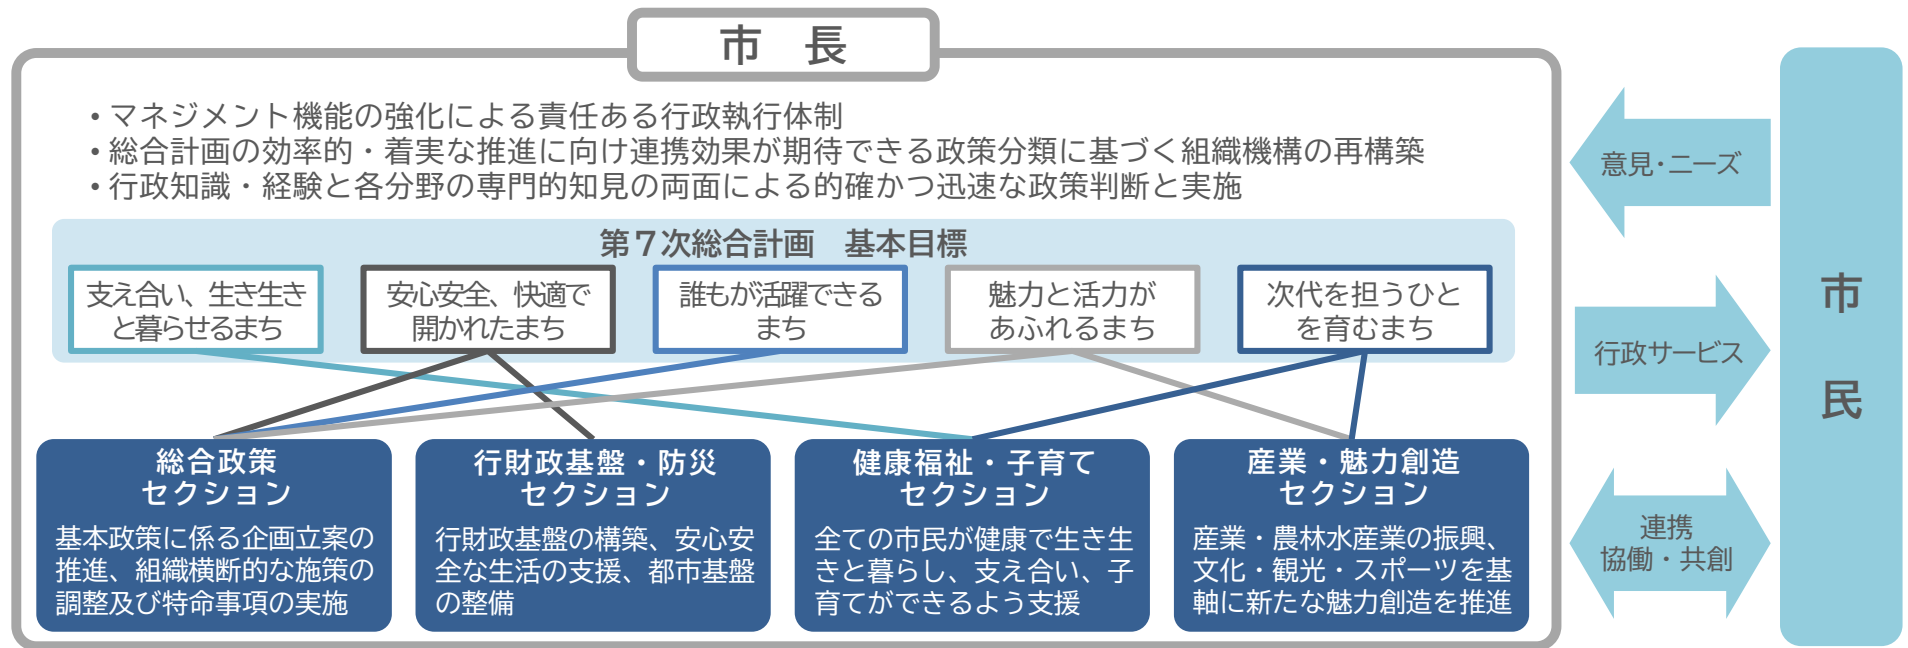 市　長
• マネジメント機能の強化による責任ある行政執行体制
• 総合計画の効率的・着実な推進に向け連携効果が期待できる政策分類に基づく組織機構の再構築
• 行政知識・経験と各分野の専門的知見の両面による的確かつ迅速な政策判断と実施
第７次総合計画　基本目標
支え合い、生き生き
と暮らせるまち
安心安全、快適で
開かれたまち
誰もが活躍できる
まち
魅力と活力が
あふれるまち
次代を担うひと
を育むまち
総合政策
セクション
基本政策に係る企画立案の
推進、組織横断的な施策の
調整及び特命事項の実施
行財政基盤・防災
セクション
行財政基盤の構築、安心安
全な生活の支援、都市基盤
の整備
健康福祉・子育て
セクション
全ての市民が健康で生き生
きと暮らし、支え合い、子
育てができるよう支援
産業・魅力創造
セクション
産業・農林水産業の振興、
文化・観光・スポーツを基
軸に新たな魅力創造を推進
意見・ニーズ
行政サービス
連携
協働・共創
市
民